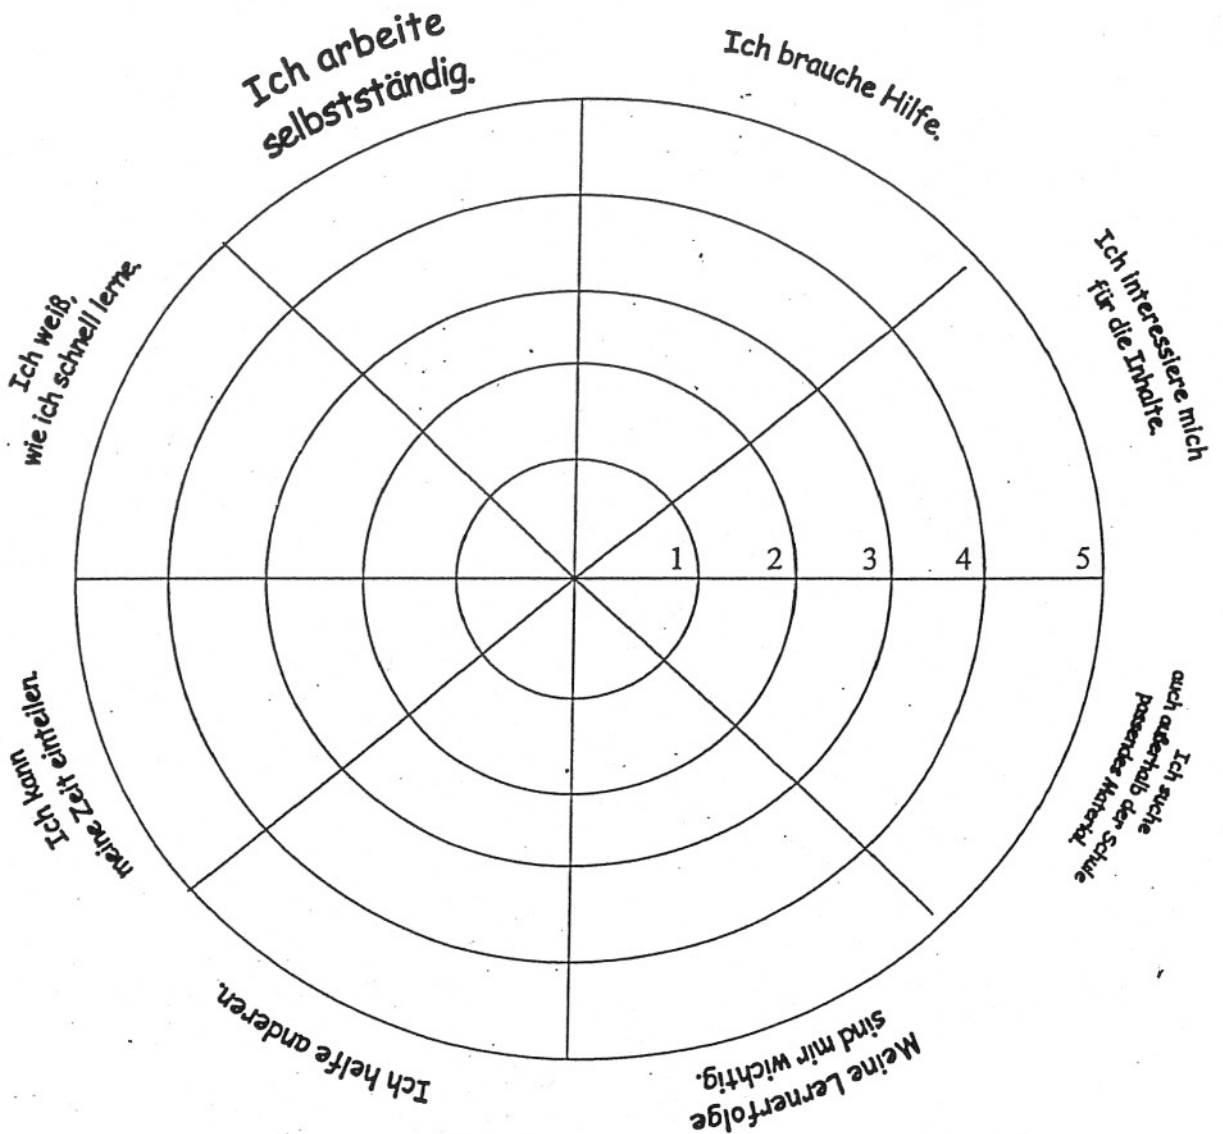 Ich arbeite
selbstständig.
Ich brauche Hilfe.
Ich interessiere mich
für die Inhalte.
Ich suche
auch außerhalb der Schule
passendes Material.
Meine Lernerfolge
sind mir wichtig.
Ich helfe anderen.
Ich kann
meine Zeit einteilen.
Ich weiß,
wie ich schnell lerne.
1 2 3 4 5